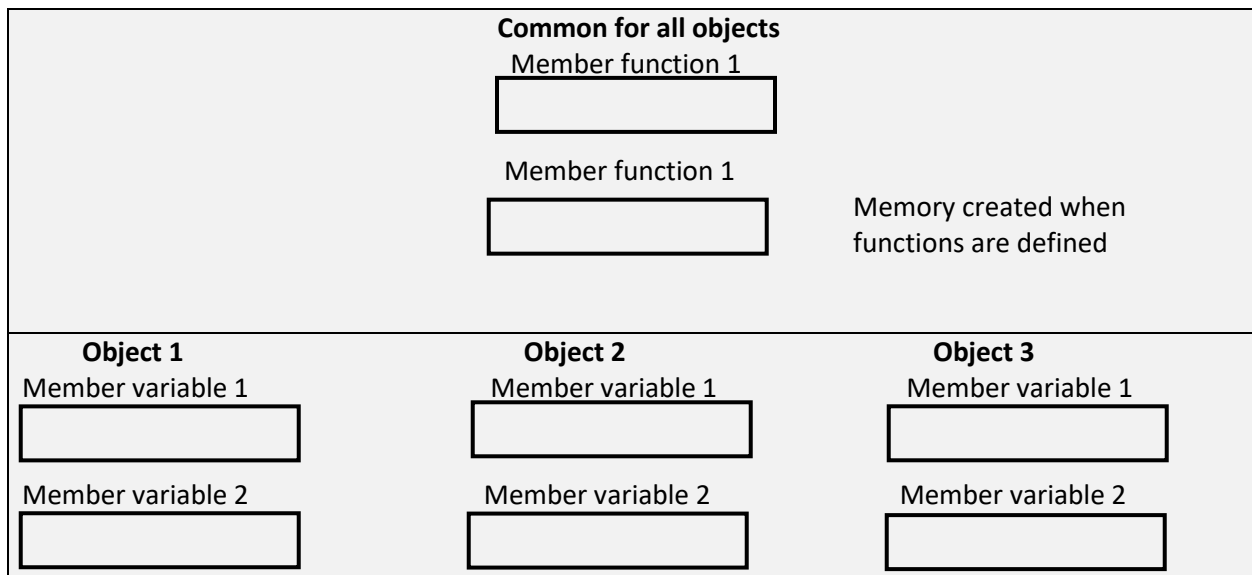 Common for all objects
Member function 1
Member function 1
Memory created when
functions are defined
Object 1 Object 2 Object 3
Member variable 1 Member variable 1 Member variable 1
Member variable 2 Member variable 2 Member variable 2